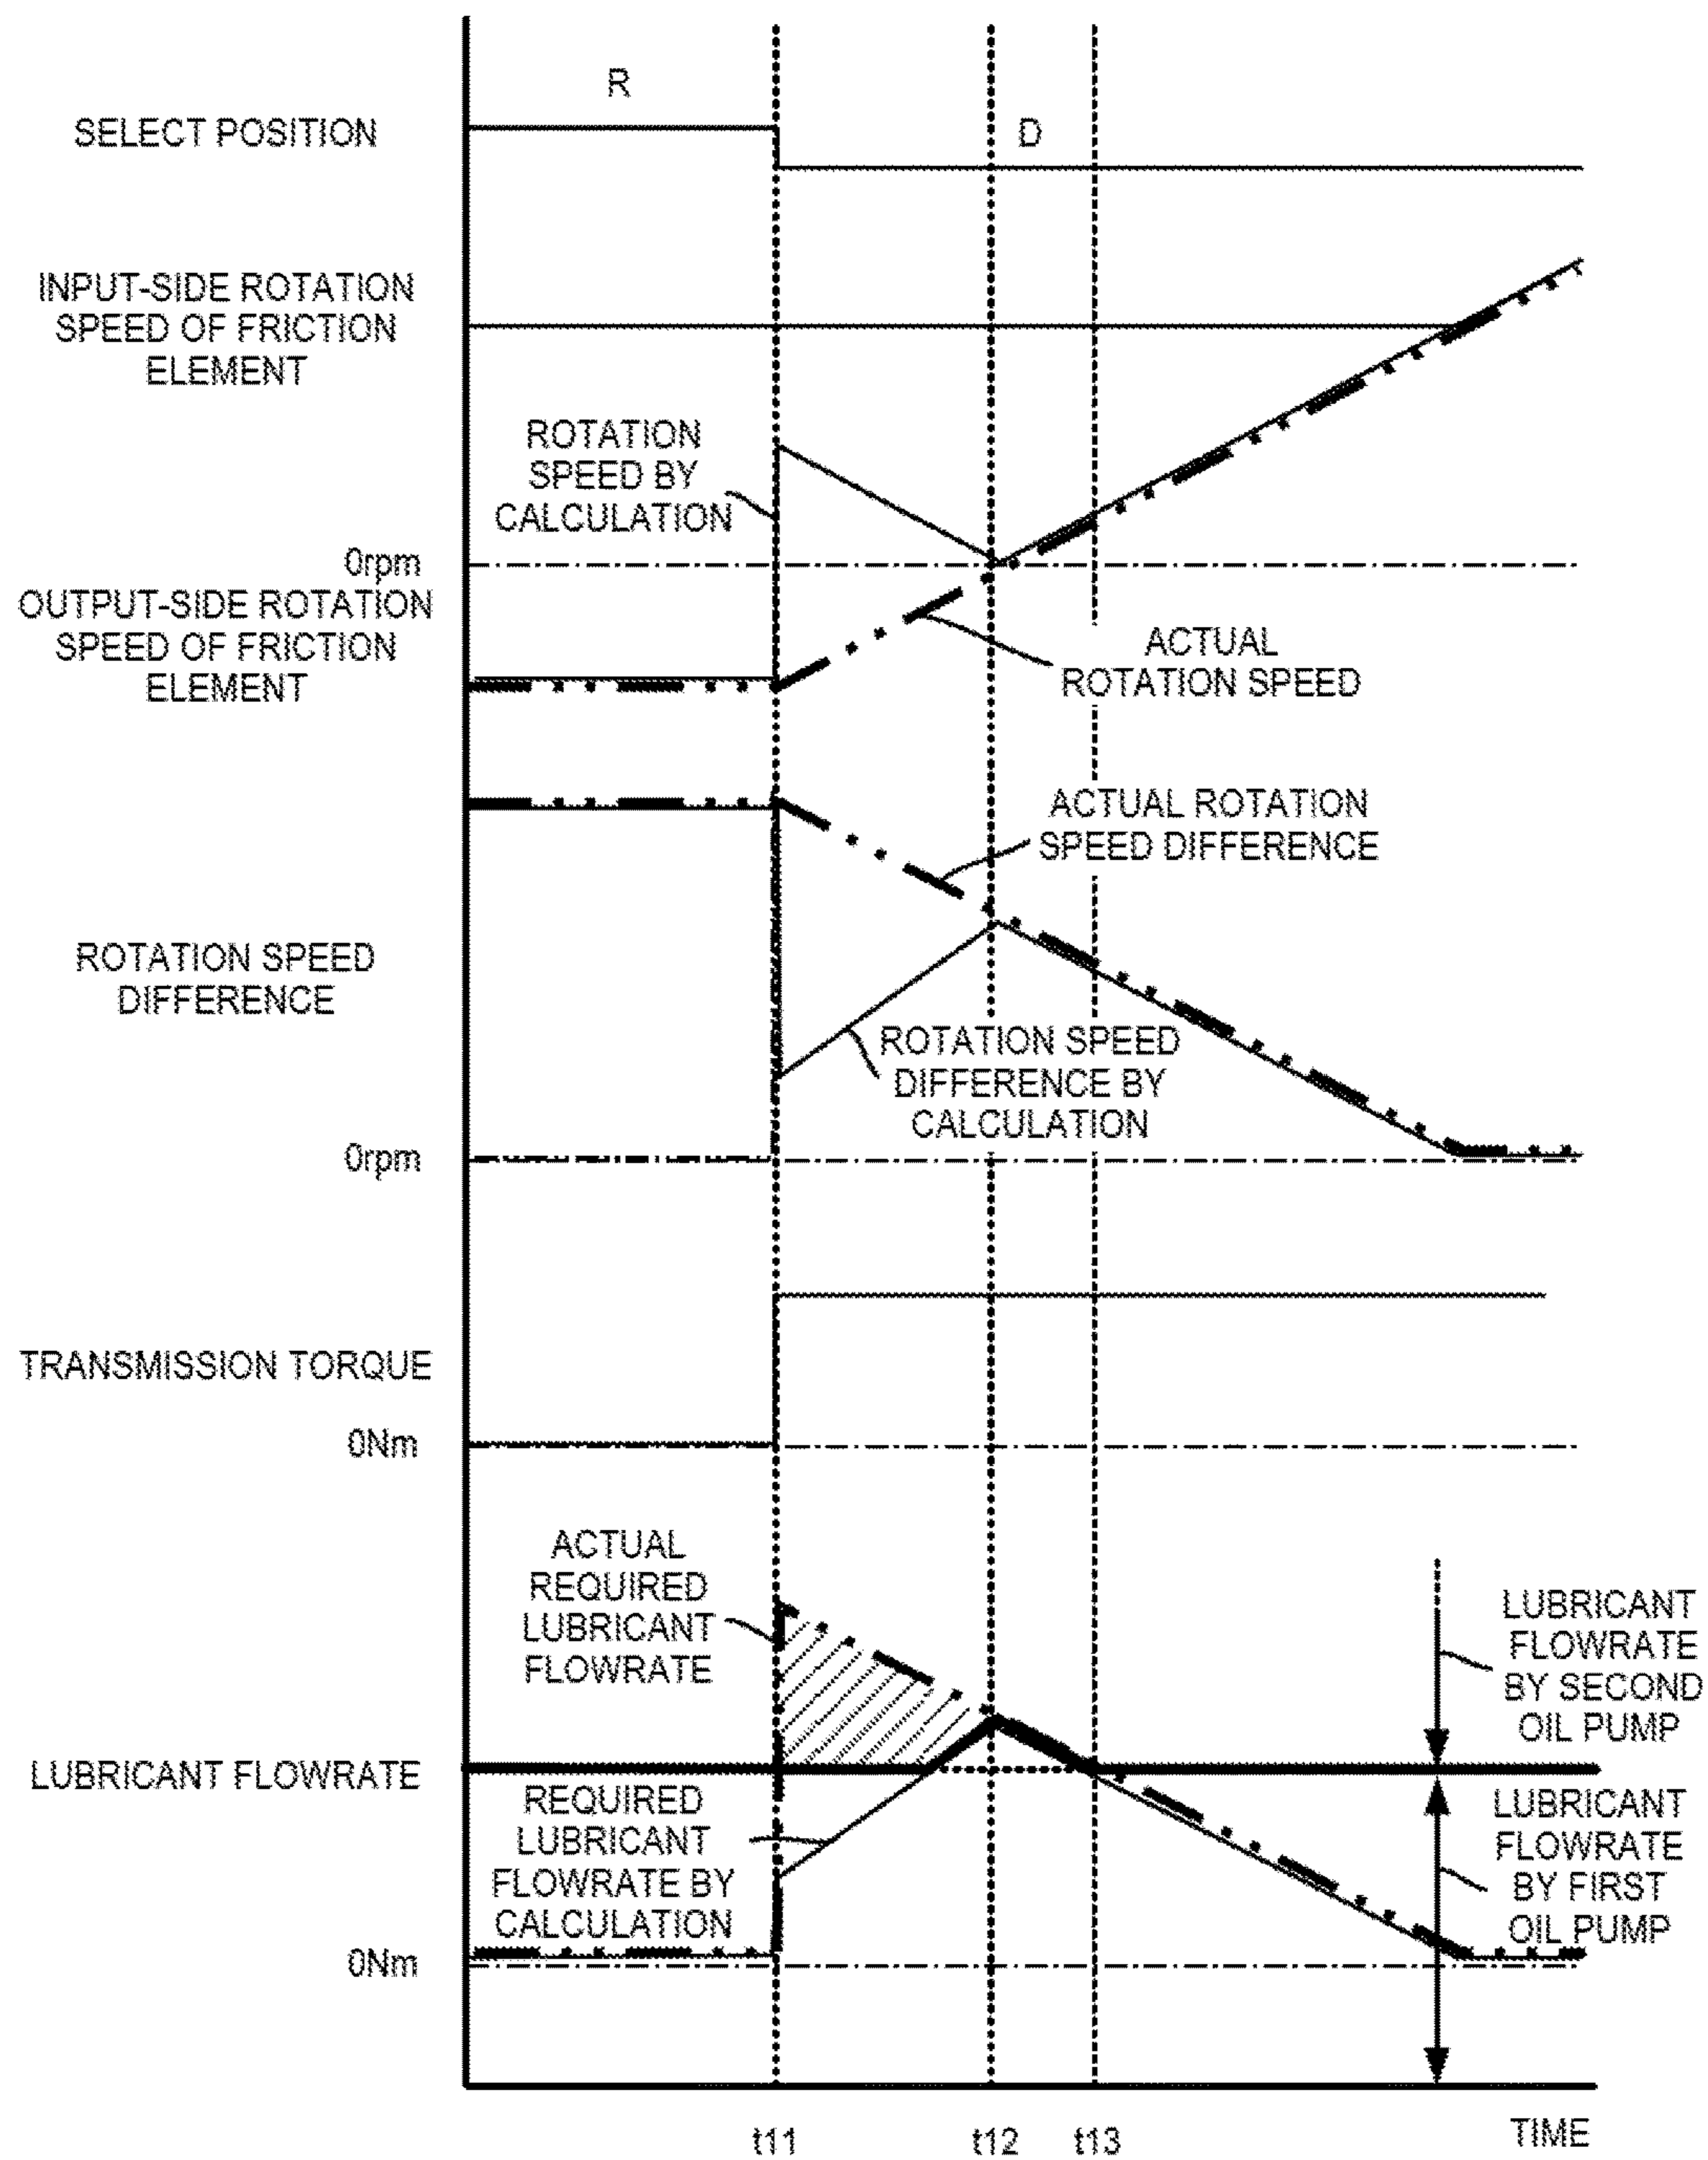 R
SELECT POSITION
D
INPUT-SIDE ROTATION
SPEED OF FRICTION
ELEMENT
ROTATION
SPEED BY
CALCULATION
0rpm
OUTPUT-SIDE ROTATION
SPEED OF FRICTION
ELEMENT
ACTUAL
ROTATION SPEED
ACTUAL ROTATION
SPEED DIFFERENCE
ROTATION SPEED
DIFFERENCE
ROTATION SPEED
DIFFERENCE BY
CALCULATION
0rpm
TRANSMISSION TORQUE
0Nm
ACTUAL
REQUIRED
LUBRICANT
FLOWRATE
LUBRICANT
FLOWRATE
BY SECOND
OIL PUMP
LUBRICANT FLOWRATE
REQUIRED
LUBRICANT
FLOWRATE BY
CALCULATION
LUBRICANT
FLOWRATE
BY FIRST
OIL PUMP
0Nm
t11
t12
t13
TIME